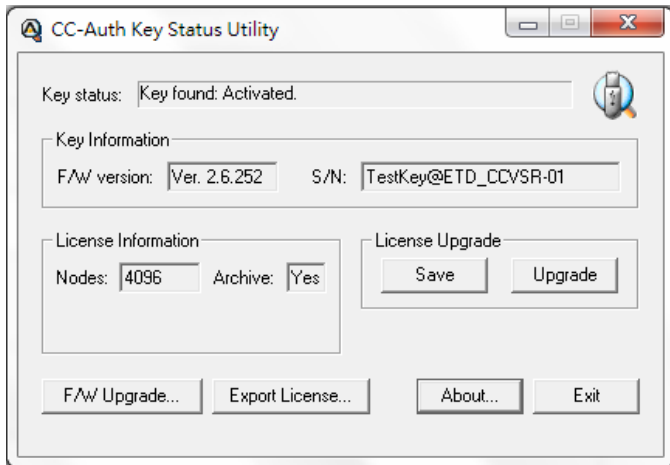 CC-Auth Key Status Utility
Key status: Key found: Activated.
Key Information
F/W version: Ver. 2.6.252 S/N: TestKey@ETD_CCVSR-01
License Information
License Upgrade
Nodes: 4096 Archive: Yes
Save Upgrade
F/W Upgrade... Export License... About... Exit